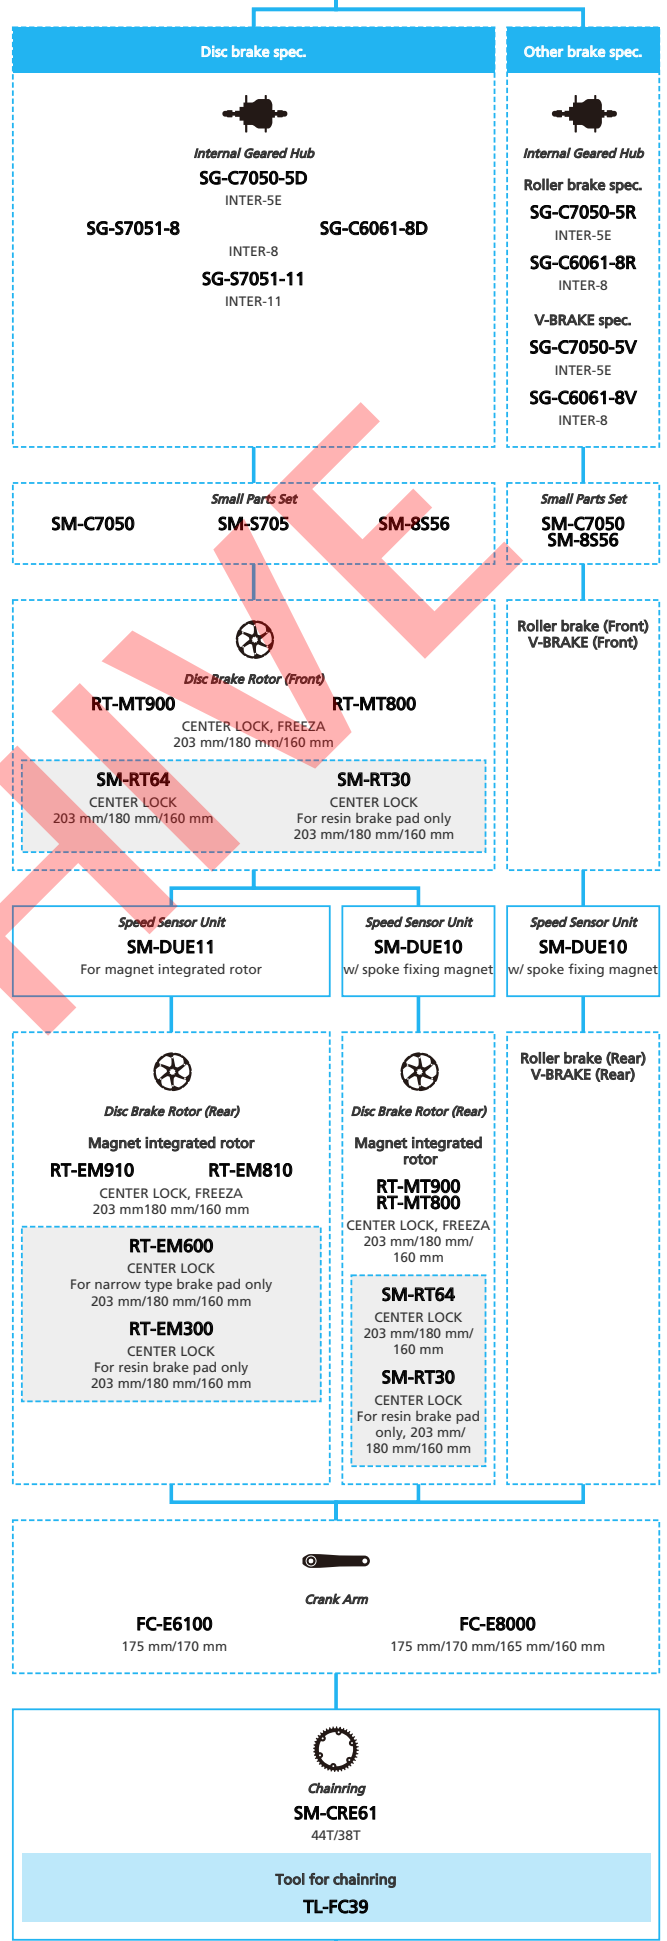 Disc brake spec.
Other brake spec.
Internal Geared Hub
SG-C7050-5D
INTER-5E
SG-S7051-8
SG-C6061-8D
INTER-8
SG-S7051-11
INTER-11
Internal Geared Hub
Roller brake spec.
SG-C7050-5R
INTER-5E
SG-C6061-8R
INTER-8
V-BRAKE spec.
SG-C7050-5V
INTER-5E
SG-C6061-8V
INTER-8
Small Parts Set
SM-C7050
SM-S705
SM-8S56
Small Parts Set
SM-C7050
SM-8S56
Disc Brake Rotor (Front)
RT-MT900
RT-MT800
CENTER LOCK, FREEZA
203 mm/180 mm/160 mm
SM-RT64
CENTER LOCK
203 mm/180 mm/160 mm
SM-RT30
CENTER LOCK
For resin brake pad only
203 mm/180 mm/160 mm
Roller brake (Front)
V-BRAKE (Front)
Speed Sensor Unit
SM-DUE11
For magnet integrated rotor
Speed Sensor Unit
SM-DUE10
w/ spoke fixing magnet
Speed Sensor Unit
SM-DUE10
w/ spoke fixing magnet
Disc Brake Rotor (Rear)
Magnet integrated rotor
RT-EM910
RT-EM810
CENTER LOCK, FREEZA
203 mm180 mm/160 mm
RT-EM600
CENTER LOCK
For narrow type brake pad only
203 mm/180 mm/160 mm
RT-EM300
CENTER LOCK
For resin brake pad only
203 mm/180 mm/160 mm
Disc Brake Rotor (Rear)
Magnet integrated
rotor
RT-MT900
RT-MT800
CENTER LOCK, FREEZA
203 mm/180 mm/
160 mm
SM-RT64
CENTER LOCK
203 mm/180 mm/
160 mm
SM-RT30
CENTER LOCK
For resin brake pad
only, 203 mm/
180 mm/160 mm
Roller brake (Rear)
V-BRAKE (Rear)
Crank Arm
FC-E6100
175 mm/170 mm
FC-E8000
175 mm/170 mm/165 mm/160 mm
Chainring
SM-CRE61
44T/38T
Tool for chainring
TL-FC39
HIVE